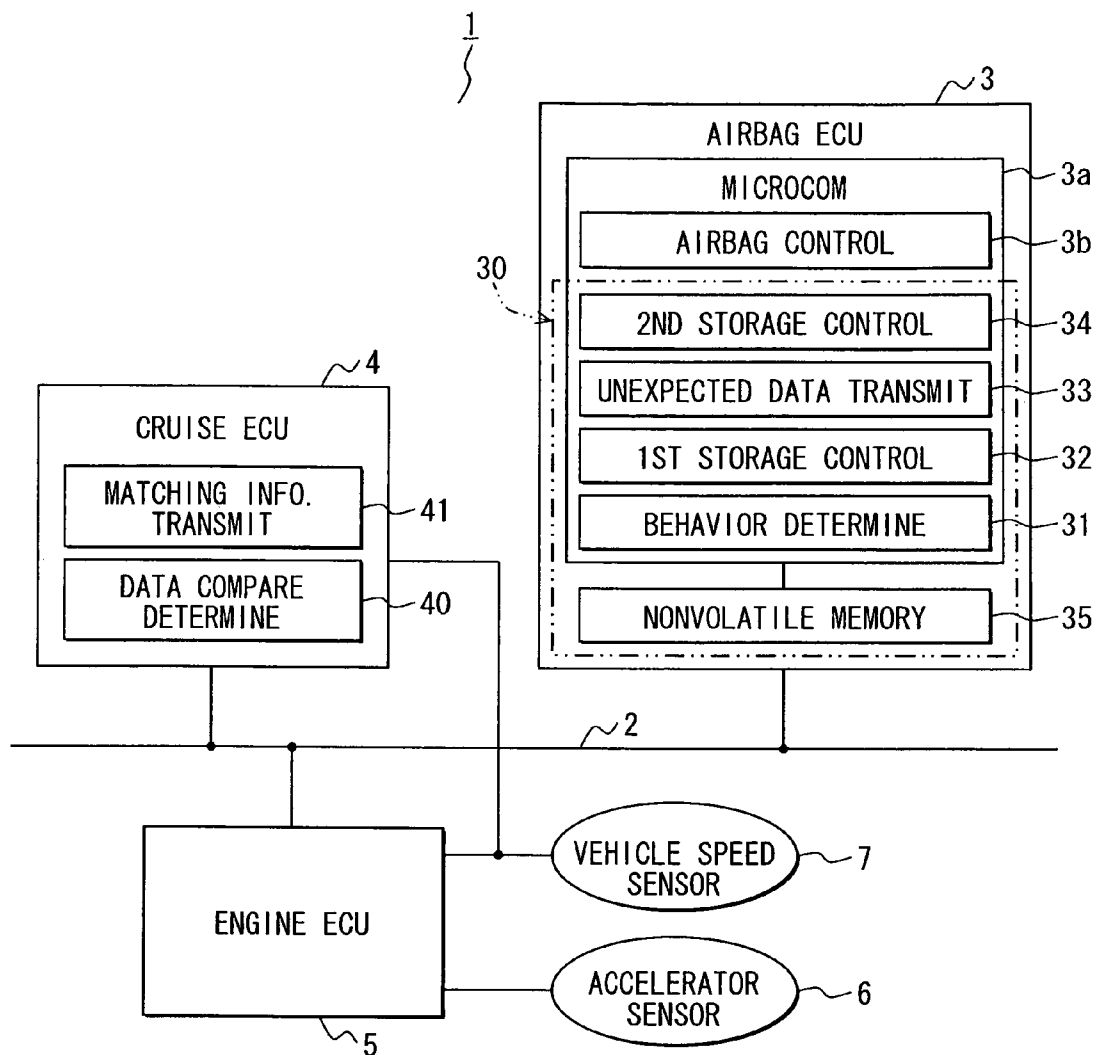 1
3
AIRBAG ECU
3a
MICROCOM
AIRBAG CONTROL
3b
30
2ND STORAGE CONTROL
34
UNEXPECTED DATA TRANSMIT
33
1ST STORAGE CONTROL
32
BEHAVIOR DETERMINE
31
NONVOLATILE MEMORY
35
4
CRUISE ECU
MATCHING INFO.
TRANSMIT
41
DATA COMPARE
DETERMINE
40
2
ENGINE ECU
5
VEHICLE SPEED
SENSOR
7
ACCELERATOR
SENSOR
6